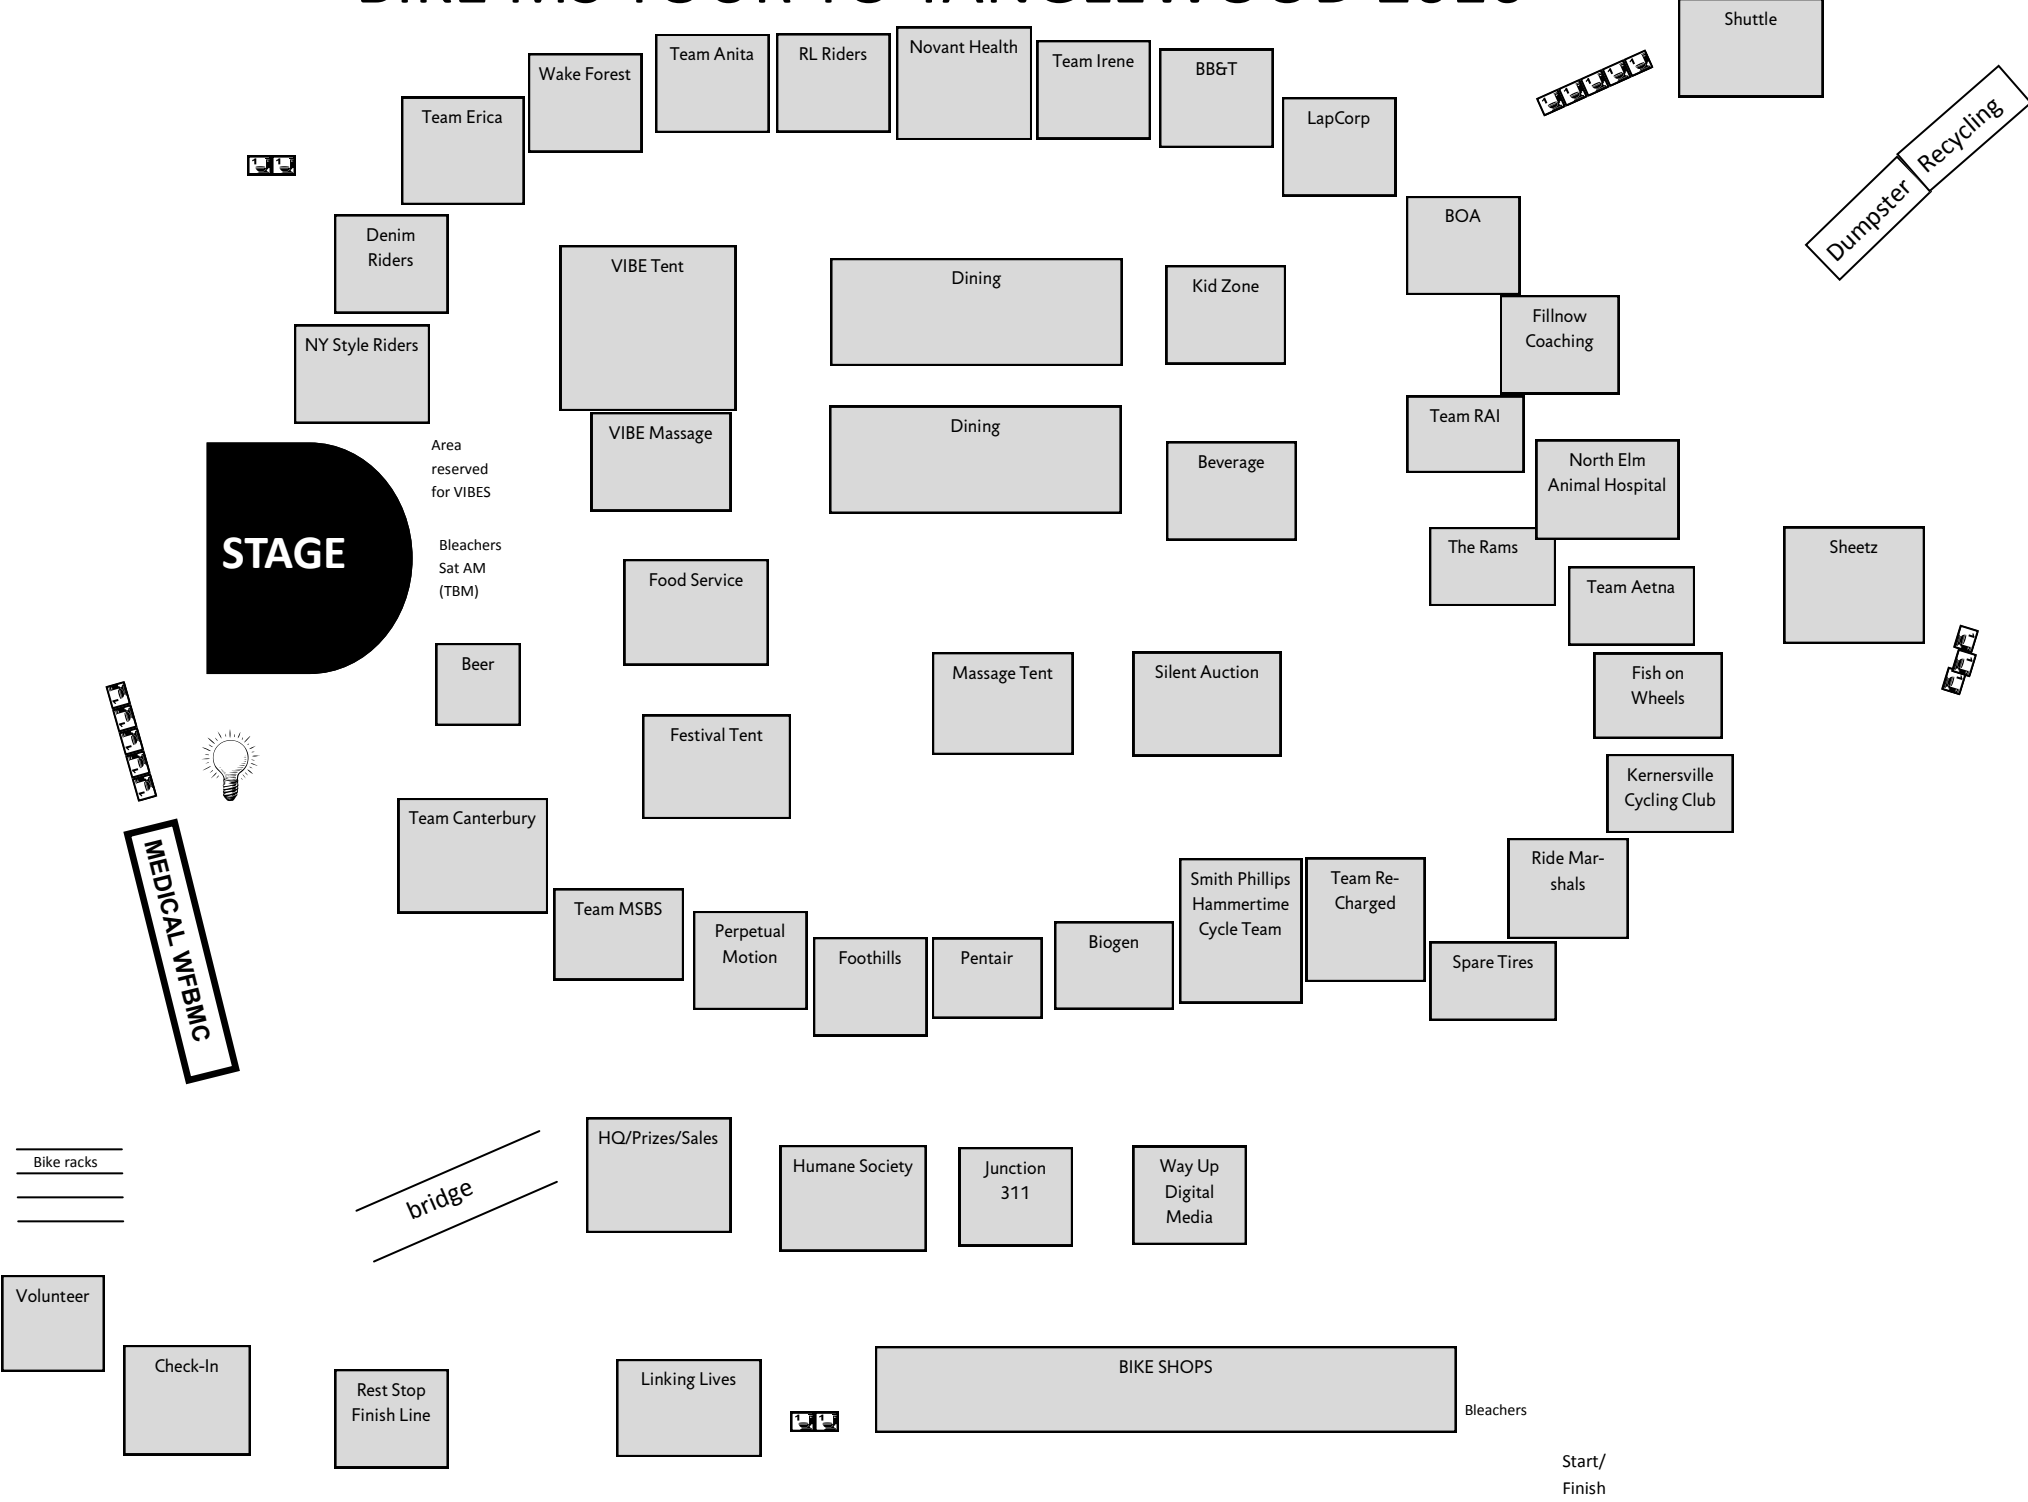 BIKE MS TOUR TO TANGLEWOOD 2016
Shuttle
Novant Health
Team Anita
RL Riders
Team Irene
BB&T
Wake Forest
Team Erica
LapCorp
Recycling
Dumpster
BOA
Denim
Riders
VIBE Tent
Dining
Kid Zone
Fillnow
Coaching
NY Style Riders
Team RAI
VIBE Massage
Dining
Area
reserved
for VIBES
Beverage
North Elm
Animal Hospital
STAGE
Bleachers
Sat AM
(TBM)
The Rams
Sheetz
Food Service
Team Aetna
Beer
Massage Tent
Silent Auction
Fish on
Wheels
Festival Tent
Kernersville
Cycling Club
Team Canterbury
MEDICAL WFBMC
Ride Mar-
shals
Smith Phillips
Hammertime
Cycle Team
Team Re-
Charged
Team MSBS
Perpetual
Motion
Foothills
Pentair
Biogen
Spare Tires
HQ/Prizes/Sales
Bike racks
bridge
Humane Society
Junction
311
Way Up
Digital
Media
Volunteer
Check-In
Rest Stop
Finish Line
Linking Lives
BIKE SHOPS
Bleachers
Start/
Finish